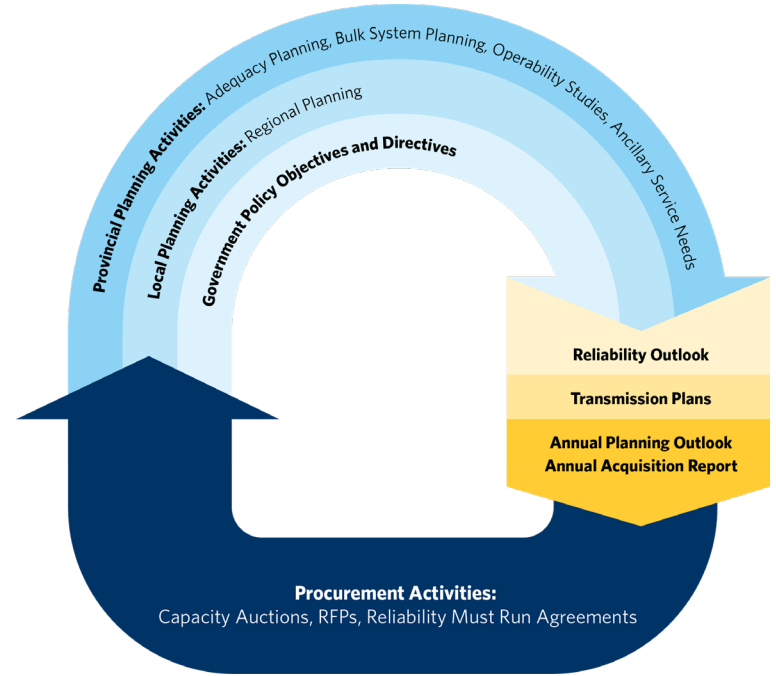 Provincial Planning Activities: Adequacy Planning, Bulk System Planning, Operability Studies, Ancillary Service Needs
Local Planning Activities: Regional Planning
Government Policy Objectives and Directives
Reliability Outlook
Transmission Plans
Annual Planning Outlook
Annual Acquisition Report
Procurement Activities:
Capacity Auctions, RFPs, Reliability Must Run Agreements